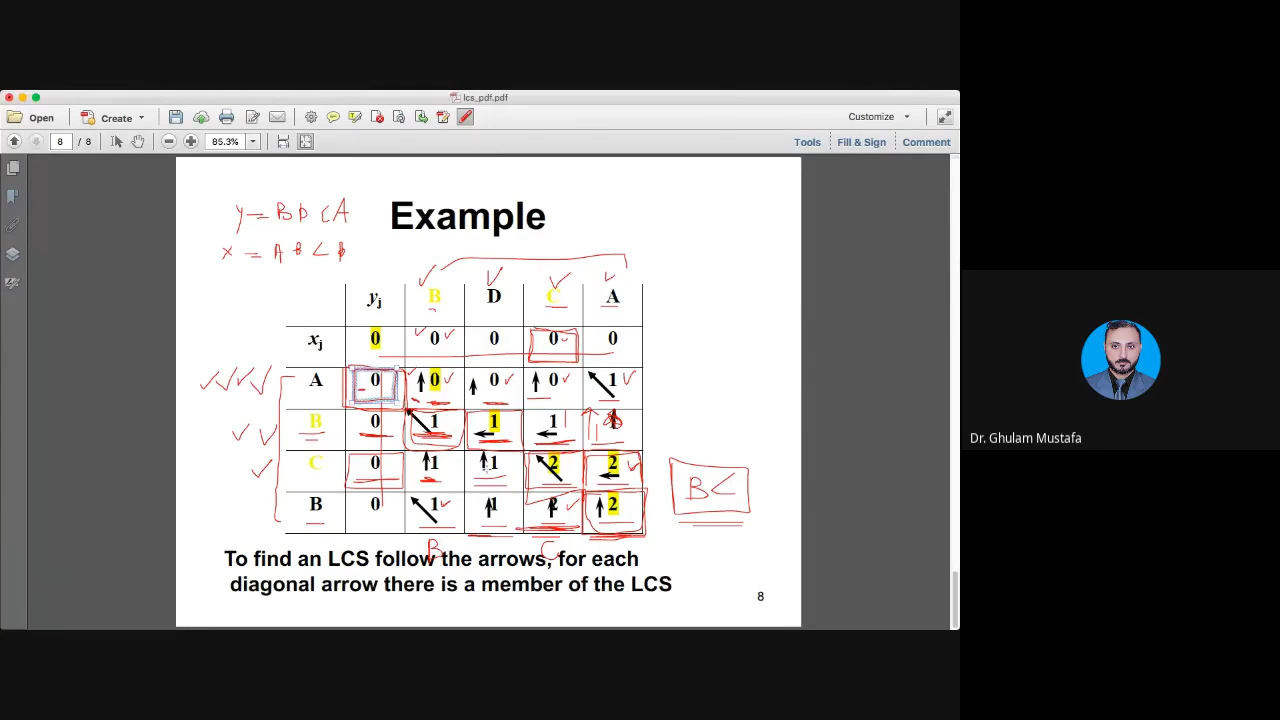 lcs_pdf.pdf
Open Create Customize
8 / 8 85.3% Tools Fill & Sign Comment
y = B D C A
Example
x = A B C B
yj B D C A
xj 0 0 0 0 0
A 0 0 0 0 1
B 0 1 1 1 1
C 0 1 1 2 2
B 0 1 1 2 2
BC
B C
To find an LCS follow the arrows, for each
diagonal arrow there is a member of the LCS
8
Dr. Ghulam Mustafa